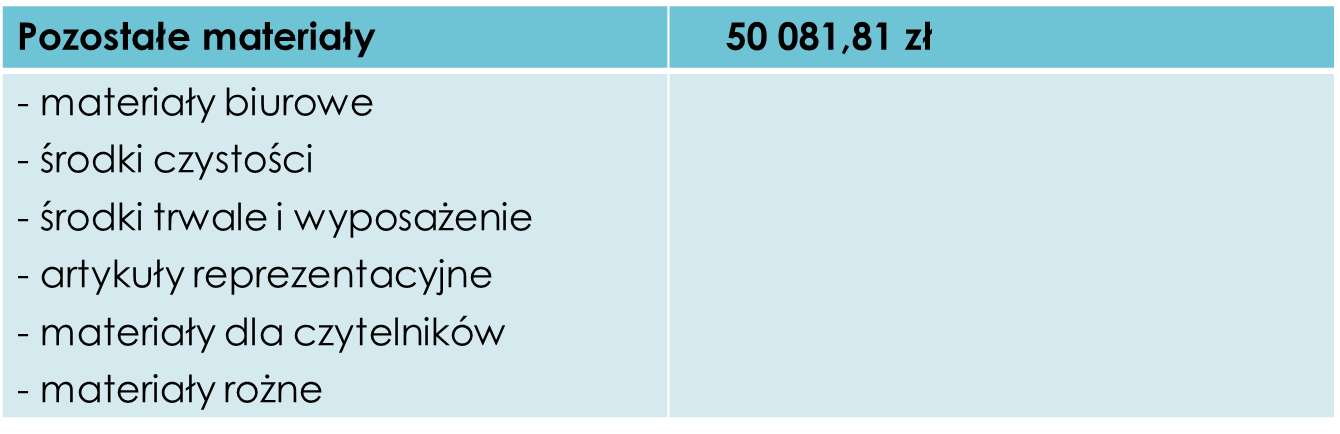 Pozostałe materiały 50 081,81 zł
- materiały biurowe
- środki czystości
- środki trwale i wyposażenie
- artykuły reprezentacyjne
- materiały dla czytelników
- materiały rożne